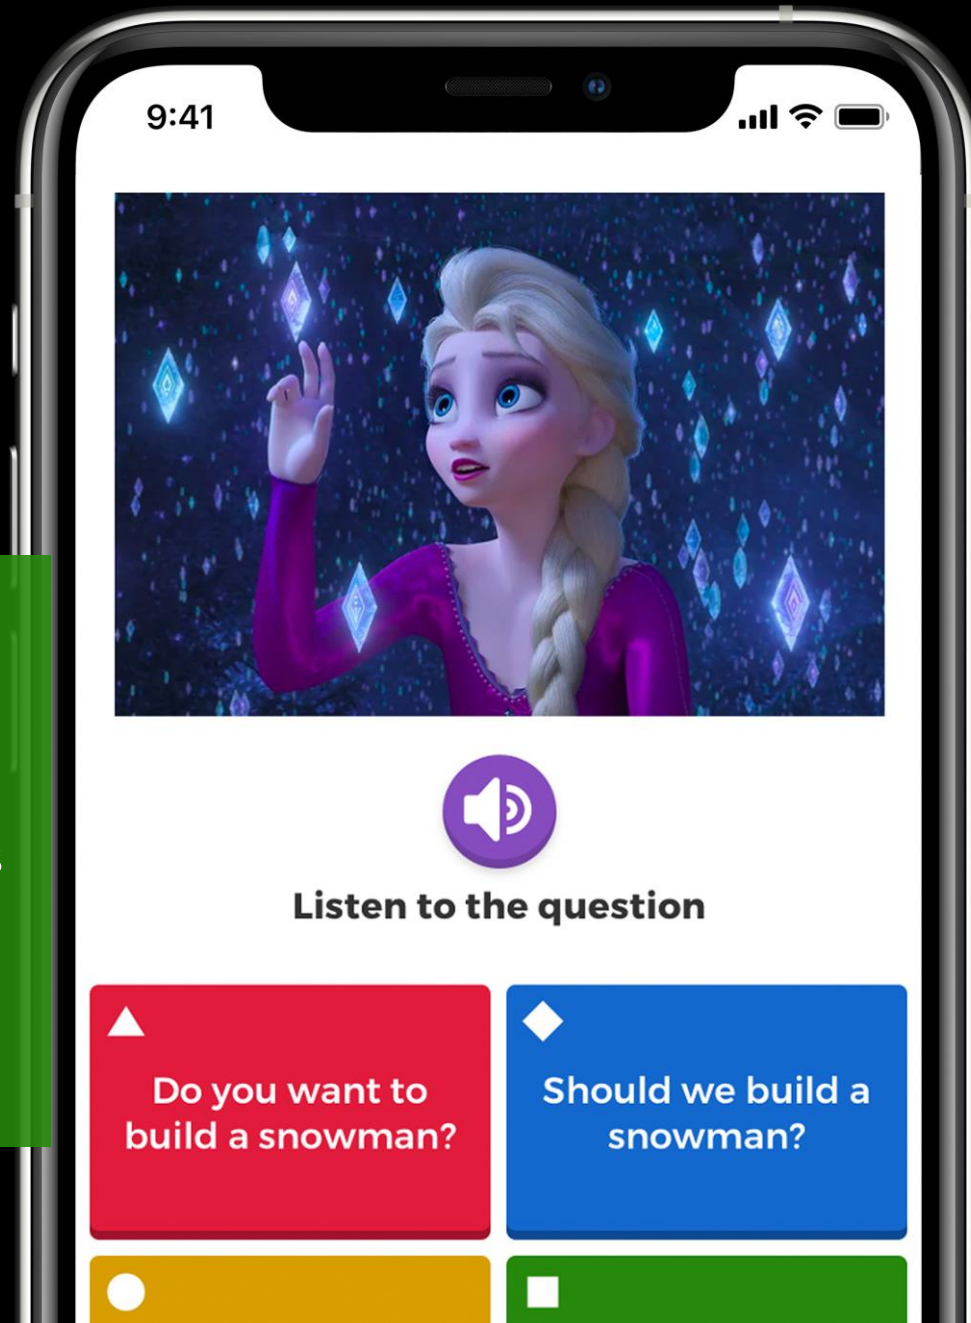 9:41
Listen to the question
Do you want to
build a snowman?
Should we build a
snowman?